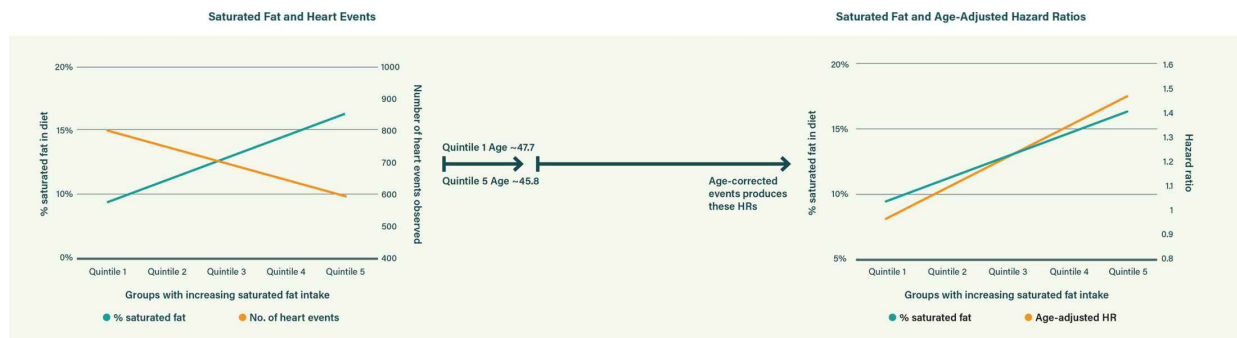 Saturated Fat and Heart Events
20%
15%
10%
0%
% saturated fat in diet
1000
900
800
700
600
500
400
Number of heart events observed
Quintile 1
Quintile 2
Quintile 3
Quintile 4
Quintile 5
Groups with increasing saturated fat intake
% saturated fat
No. of heart events
Quintile 1 Age ~47.7
Quintile 5 Age ~45.8
Age-corrected
events produces
these HRs
Saturated Fat and Age-Adjusted Hazard Ratios
20%
15%
10%
5%
% saturated fat in diet
1.6
1.5
1.4
1.3
1.2
1.1
1
0.9
0.8
Hazard ratio
Quintile 1
Quintile 2
Quintile 3
Quintile 4
Quintile 5
Groups with increasing saturated fat intake
% saturated fat
Age-adjusted HR